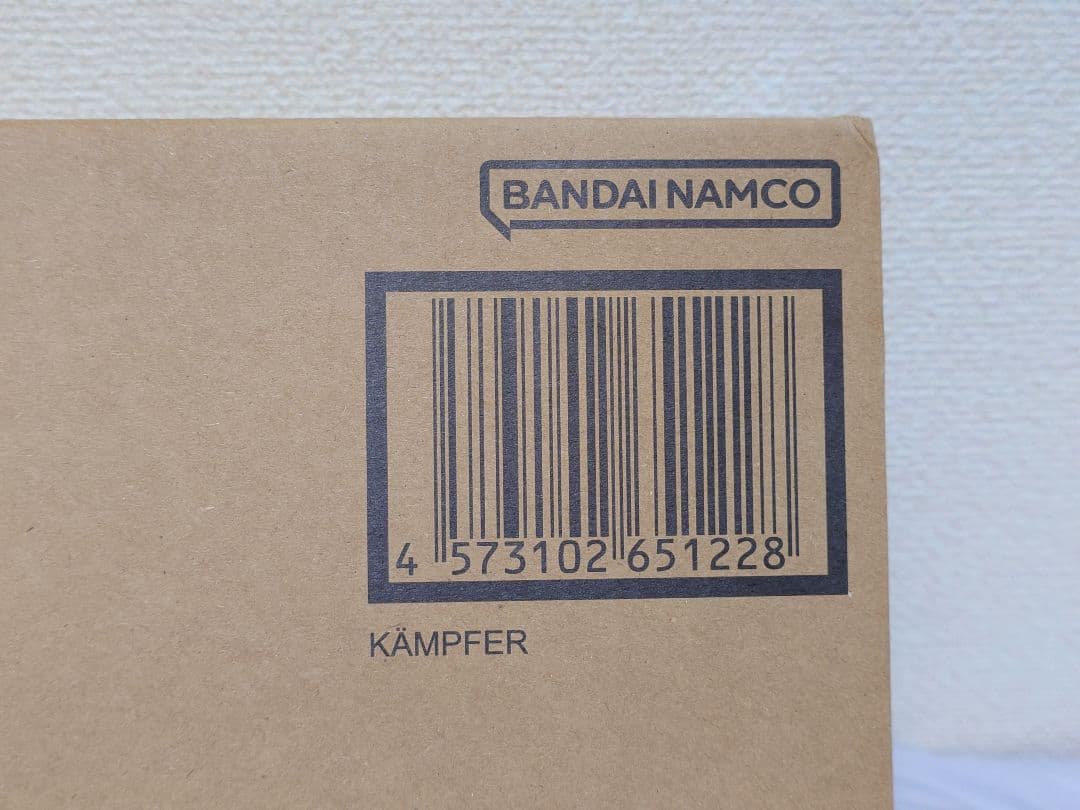 BANDAI NAMCO
4 573102 651228
KÄMPFER